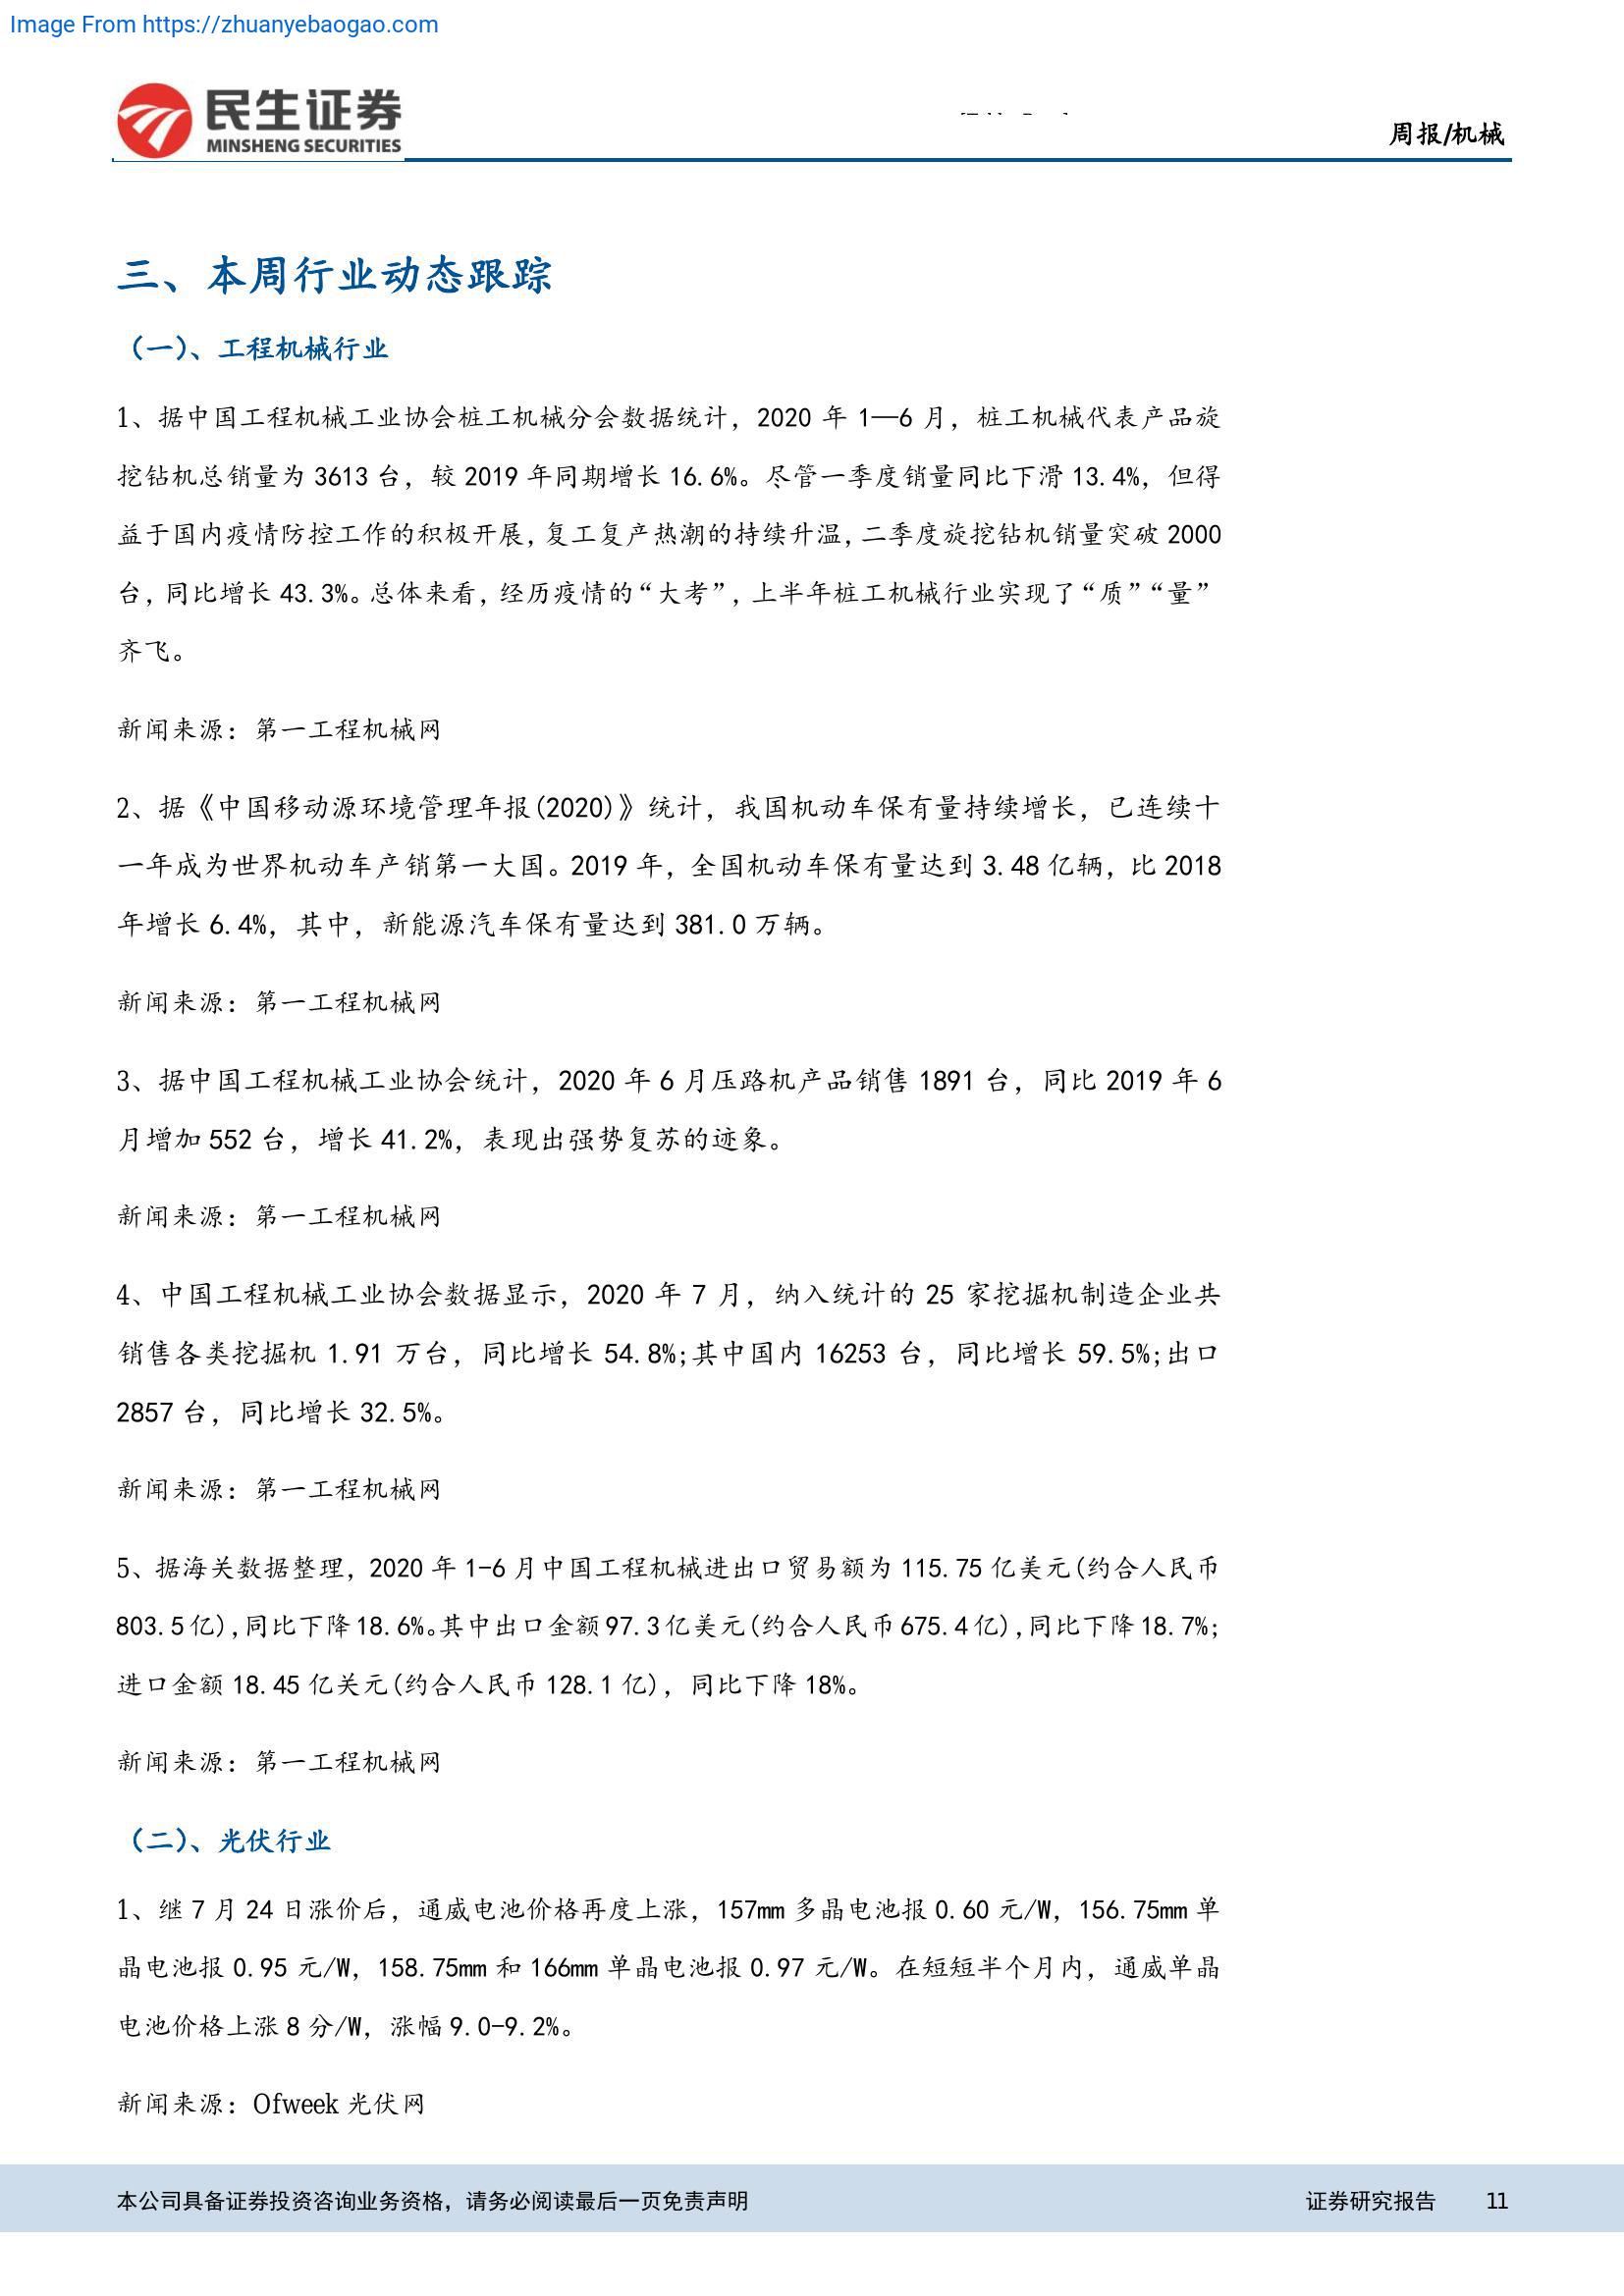 Image From https://zhuanyebaogao.com
民生证券
MINSHENG SECURITIES
周报/机械
三、本周行业动态跟踪
（一）、工程机械行业
1、据中国工程机械工业协会桩工机械分会数据统计，2020 年 1—6 月，桩工机械代表产品旋
挖钻机总销量为 3613 台，较 2019 年同期增长 16.6%。尽管一季度销量同比下滑 13.4%，但得
益于国内疫情防控工作的积极开展，复工复产热潮的持续升温，二季度旋挖钻机销量突破 2000
台，同比增长 43.3%。总体来看，经历疫情的“大考”，上半年桩工机械行业实现了“质”“量”
齐飞。
新闻来源：第一工程机械网
2、据《中国移动源环境管理年报(2020)》统计，我国机动车保有量持续增长，已连续十
一年成为世界机动车产销第一大国。2019 年，全国机动车保有量达到 3.48 亿辆，比 2018
年增长 6.4%，其中，新能源汽车保有量达到 381.0 万辆。
新闻来源：第一工程机械网
3、据中国工程机械工业协会统计，2020 年 6 月压路机产品销售 1891 台，同比 2019 年 6
月增加 552 台，增长 41.2%，表现出强势复苏的迹象。
新闻来源：第一工程机械网
4、中国工程机械工业协会数据显示，2020 年 7 月，纳入统计的 25 家挖掘机制造企业共
销售各类挖掘机 1.91 万台，同比增长 54.8%;其中国内 16253 台，同比增长 59.5%;出口
2857 台，同比增长 32.5%。
新闻来源：第一工程机械网
5、据海关数据整理，2020 年 1-6 月中国工程机械进出口贸易额为 115.75 亿美元(约合人民币
803.5 亿),同比下降 18.6%。其中出口金额 97.3 亿美元(约合人民币 675.4 亿),同比下降 18.7%;
进口金额 18.45 亿关元(约合人民币 128.1 亿)，同比下降 18%。
新闻来源：第一工程机械网
（二）、光伏行业
1、继 7 月 24 日涨价后，通威电池价格再度上涨，157mm 多晶电池报 0.60 元/W，156.75mm 单
晶电池报 0.95 元/W，158.75mm 和 166mm 单晶电池报 0.97 元/W。在短短半个月内，通威单晶
电池价格上涨 8 分/W，涨幅 9.0-9.2%。
新闻来源：Ofweek 光伏网
本公司具备证券投资咨询业务资格，请务必阅读最后一页免责声明
证券研究报告 11